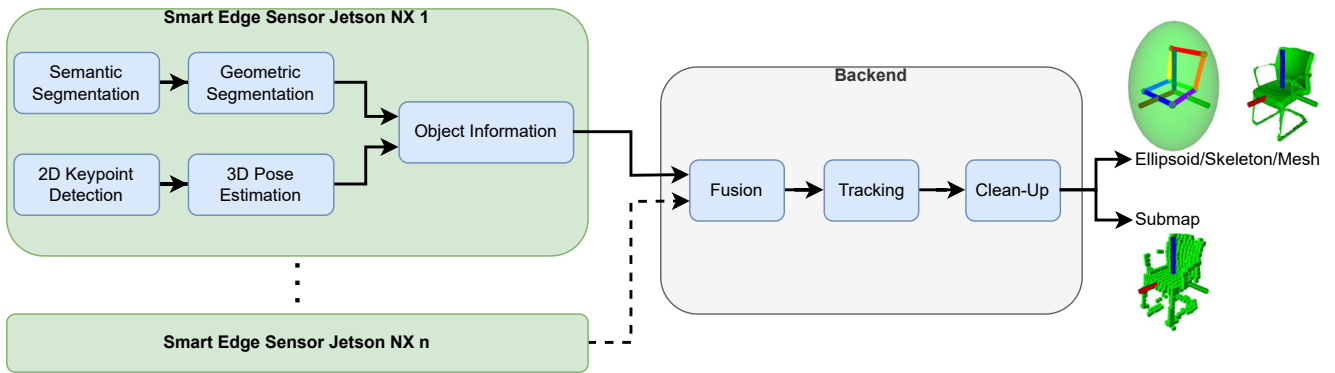 Smart Edge Sensor Jetson NX 1
Semantic
Segmentation
Geometric
Segmentation
Object Information
2D Keypoint
Detection
3D Pose
Estimation
Smart Edge Sensor Jetson NX n
Backend
Fusion
Tracking
Clean-Up
Ellipsoid/Skeleton/Mesh
Submap